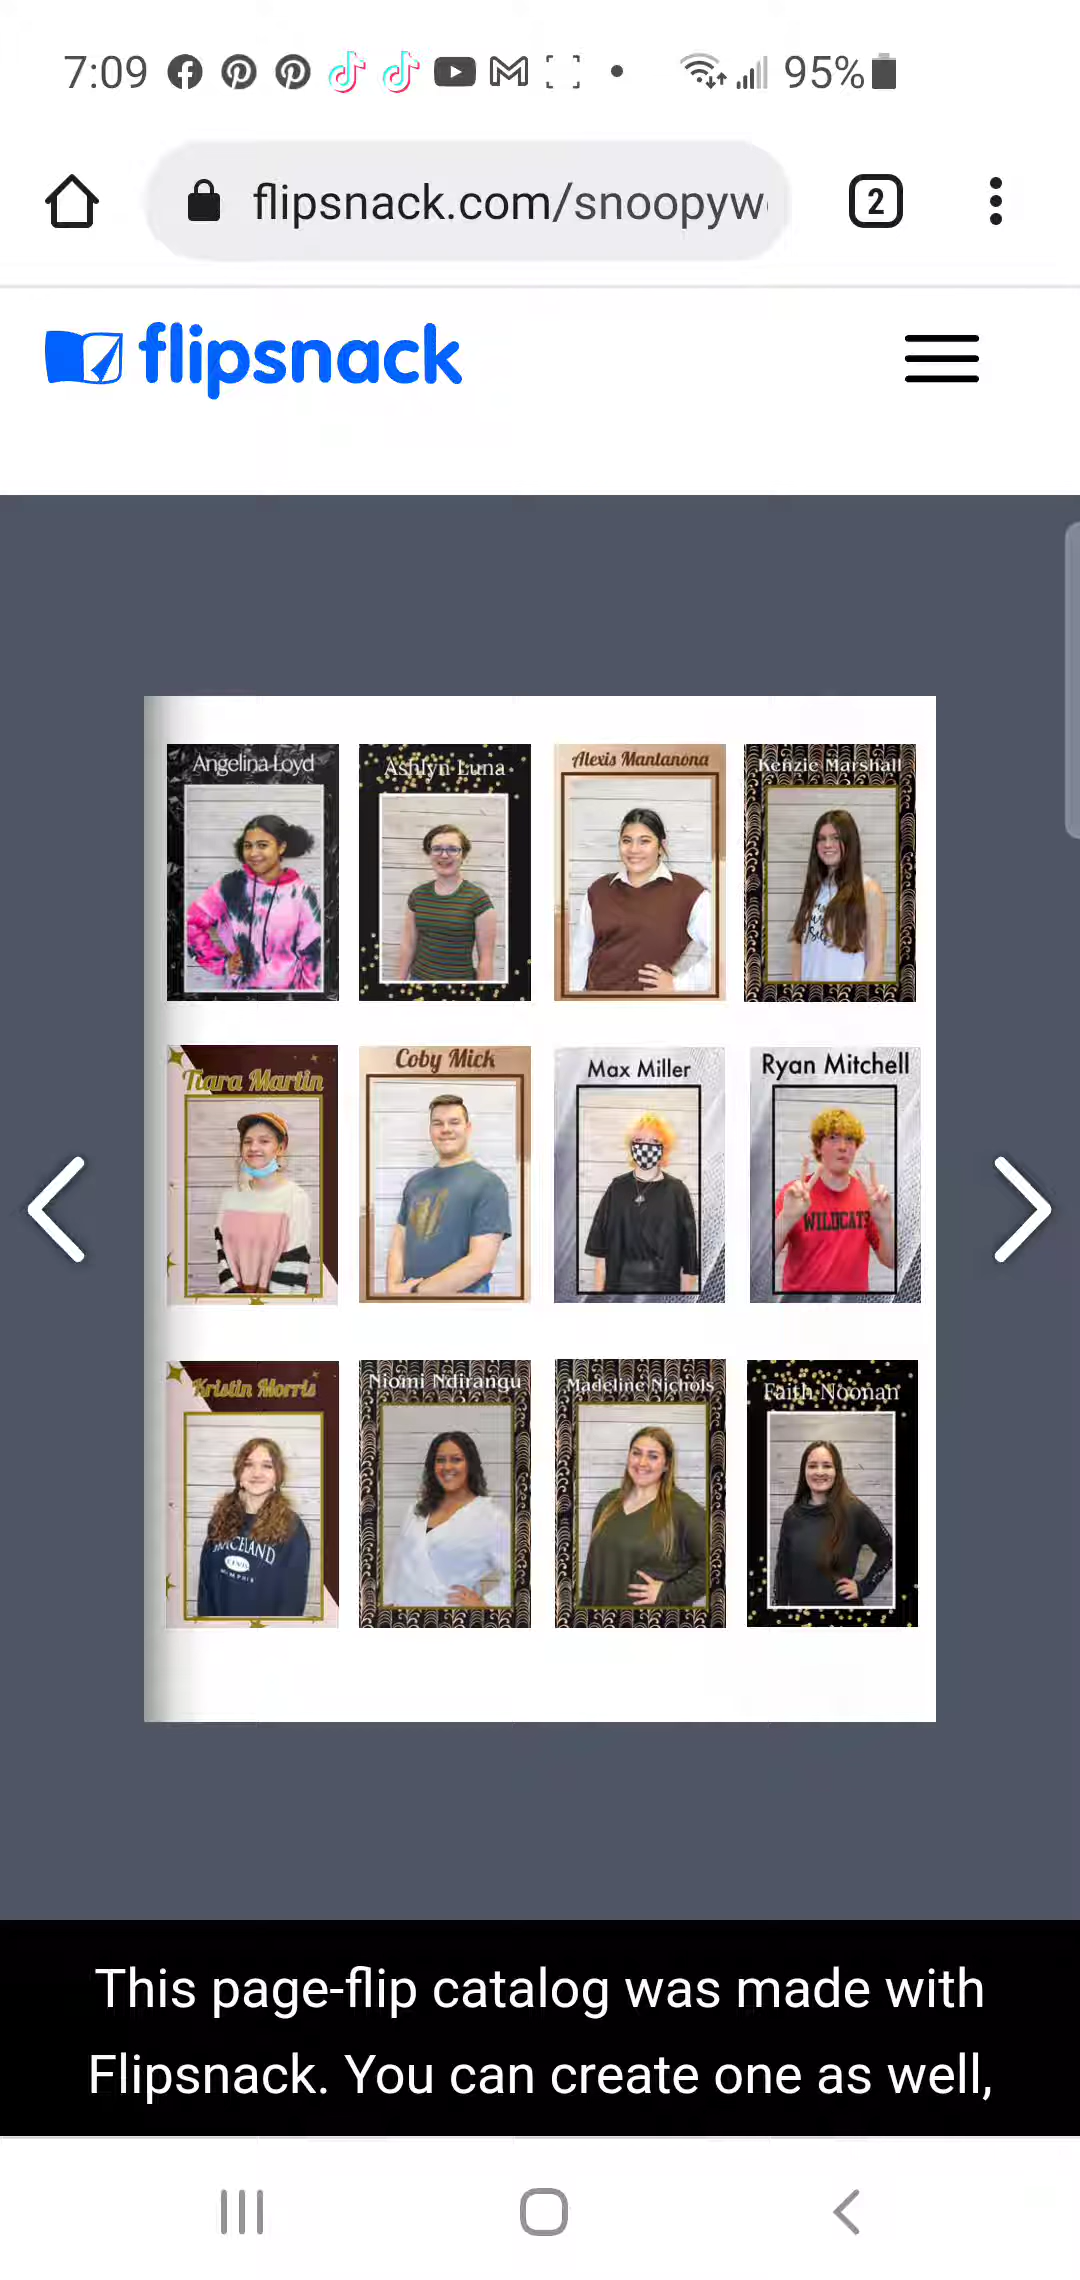 7:09
95%
flipsnack.com/snoopyw
2
flipsnack
Angelina Loyd
Ashlyn Luna
Alexis Mantanona
Kenzie Marshall
Tiara Martin
Coby Mick
Max Miller
Ryan Mitchell
WILDCATS
Kristin Morris
Niomi Ndirangu
Madeline Nichols
Faith Noonan
This page-flip catalog was made with
Flipsnack. You can create one as well,